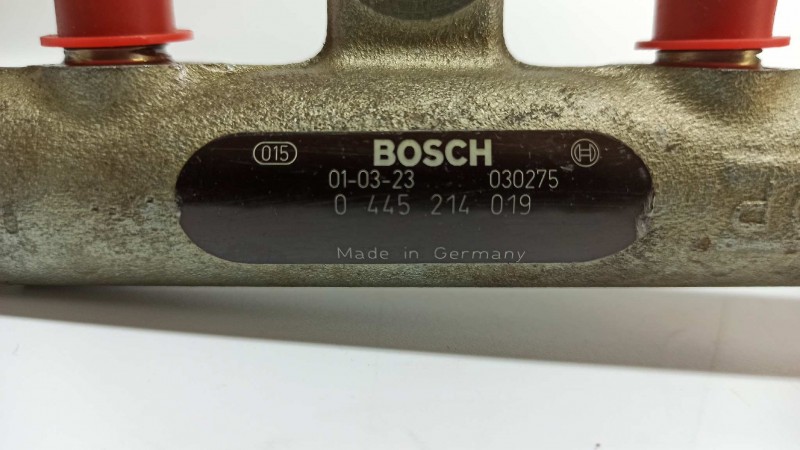 015 BOSCH
01-03-23 030275
0 445 214 019
Made in Germany